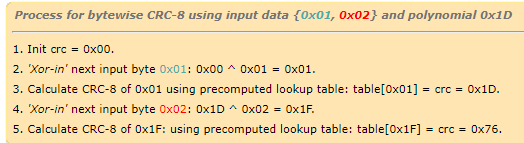 Process for bytewise CRC-8 using input data {0x01, 0x02} and polynomial 0x1D
1. Init crc = 0x00.
2. 'Xor-in' next input byte 0x01: 0x00 ^ 0x01 = 0x01.
3. Calculate CRC-8 of 0x01 using precomputed lookup table: table[0x01] = crc = 0x1D.
4. 'Xor-in' next input byte 0x02: 0x1D ^ 0x02 = 0x1F.
5. Calculate CRC-8 of 0x1F: using precomputed lookup table: table[0x1F] = crc = 0x76.